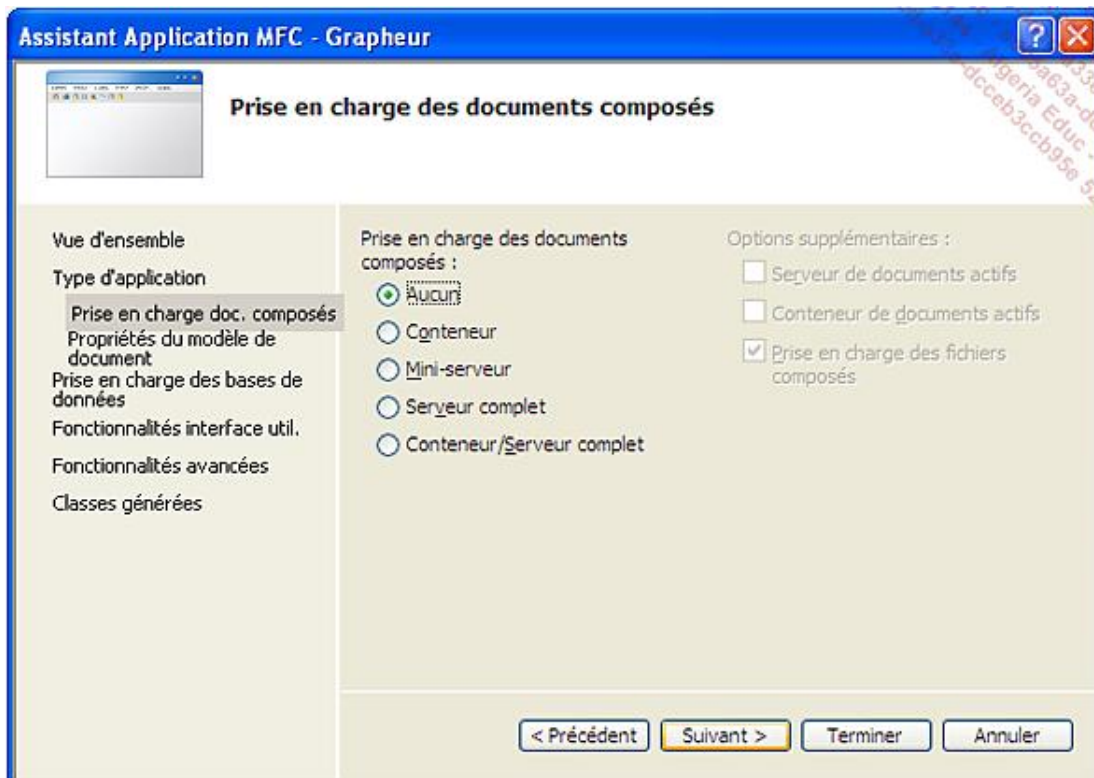 Assistant Application MFC - Grapheur
Prise en charge des documents composés
Vue d'ensemble
Type d'application
Prise en charge doc. composés
Propriétés du modèle de
document
Prise en charge des bases de
données
Fonctionnalités interface util.
Fonctionnalités avancées
Classes générées
Prise en charge des documents
composés :
Aucun
Conteneur
Mini-serveur
Serveur complet
Conteneur/Serveur complet
Options supplémentaires :
Serveur de documents actifs
Conteneur de documents actifs
Prise en charge des fichiers
composés
< Précédent
Suivant >
Terminer
Annuler
Algeria Educ -